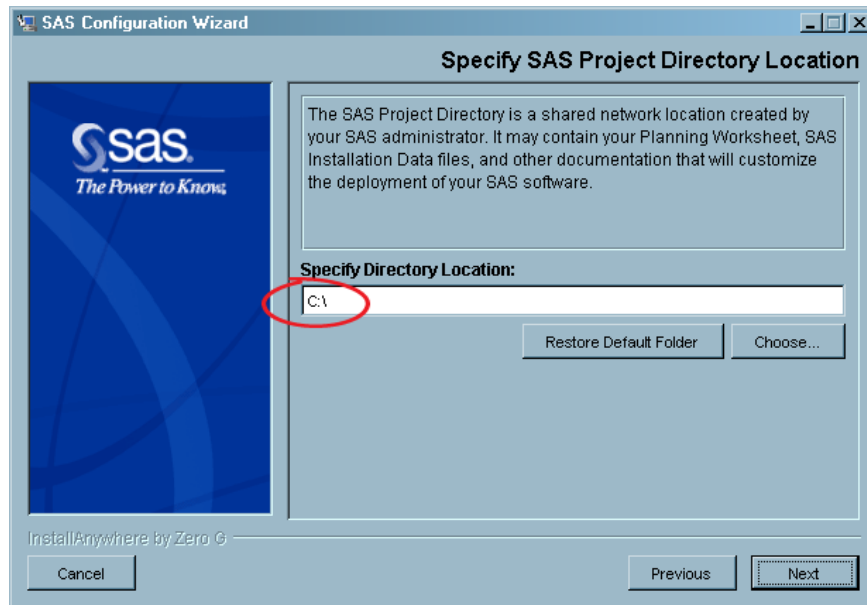 SAS Configuration Wizard
Specify SAS Project Directory Location
sas.
The Power to Know.
The SAS Project Directory is a shared network location created by
your SAS administrator. It may contain your Planning Worksheet, SAS
Installation Data files, and other documentation that will customize
the deployment of your SAS software.
Specify Directory Location:
C:\
Restore Default Folder
Choose...
InstallAnywhere by Zero G
Cancel
Previous
Next